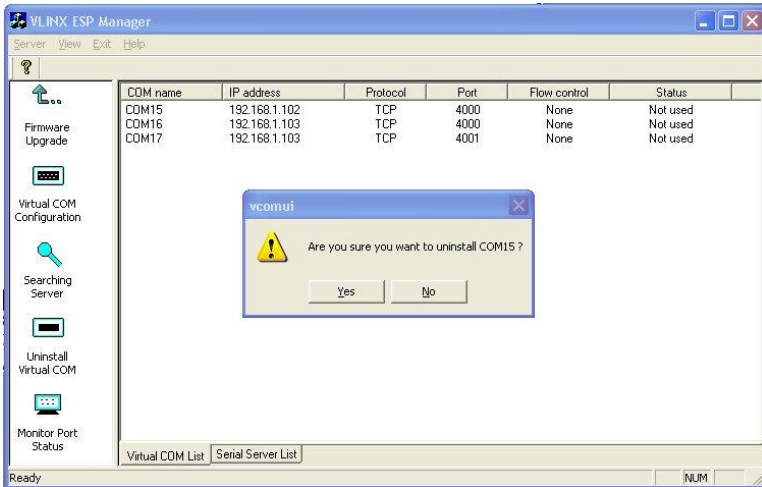 VLINX ESP Manager
Server View Exit Help
COM name IP address Protocol Port Flow control Status
COM15 192.168.1.102 TCP 4000 None Not used
COM16 192.168.1.103 TCP 4000 None Not used
COM17 192.168.1.103 TCP 4001 None Not used
Firmware
Upgrade
Virtual COM
Configuration
Searching
Server
Uninstall
Virtual COM
Monitor Port
Status
vcomui
Are you sure you want to uninstall COM15 ?
Yes No
Virtual COM List Serial Server List
Ready NUM